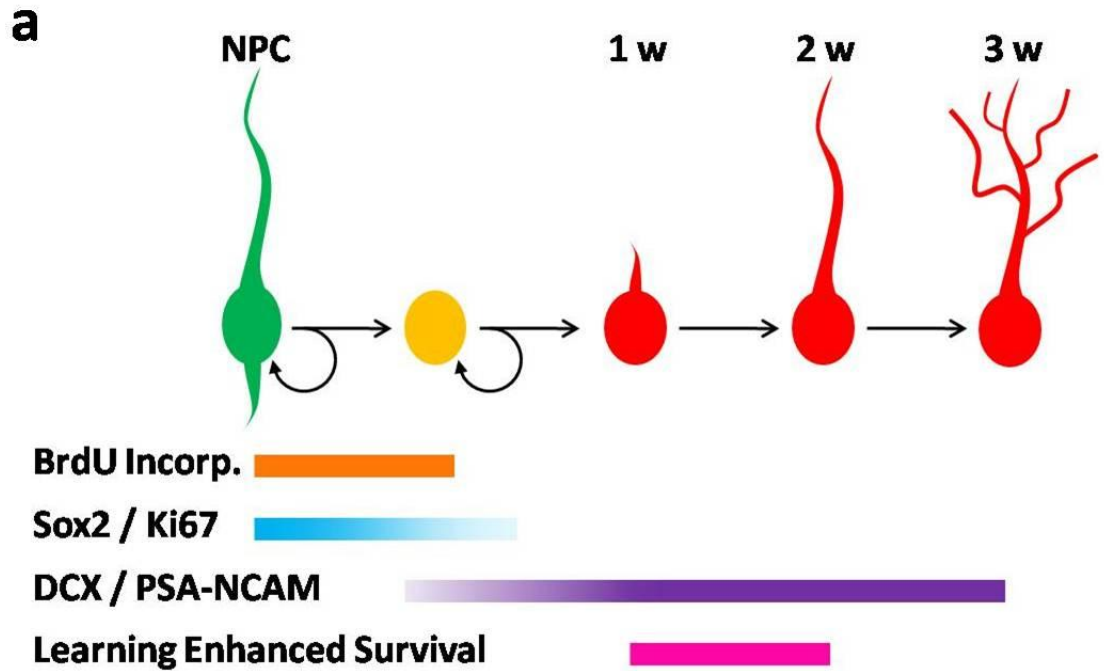 a
NPC 1 w 2 w 3 w
BrdU Incorp.
Sox2 / Ki67
DCX / PSA-NCAM
Learning Enhanced Survival